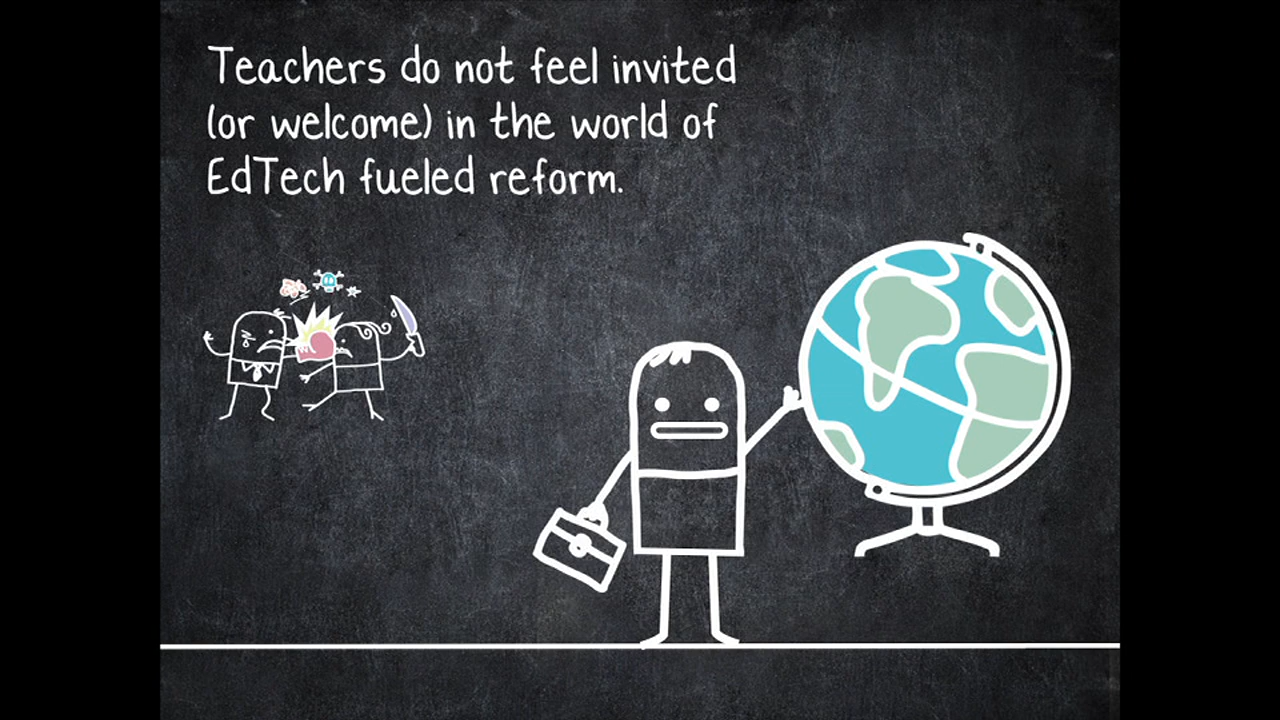 Teachers do not feel invited
(or welcome) in the world of
EdTech fueled reform.